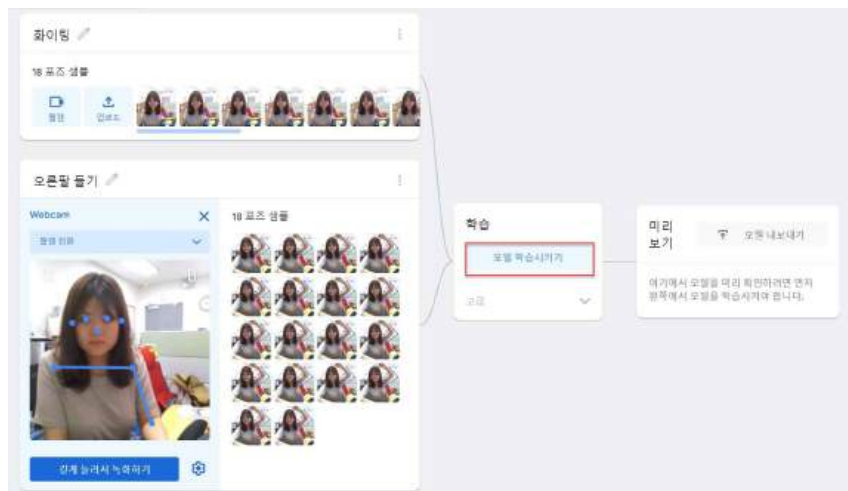 화이팅
18 포즈 샘플
웹캠
업로드
오른팔 들기
Webcam
18 포즈 샘플
웹캠 전환
길게 눌러서 녹화하기
학습
모델 학습시키기
고급
미리
보기
모델 내보내기
여기에서 모델을 미리 확인하려면 먼저
왼쪽에서 모델을 학습시켜야 합니다.